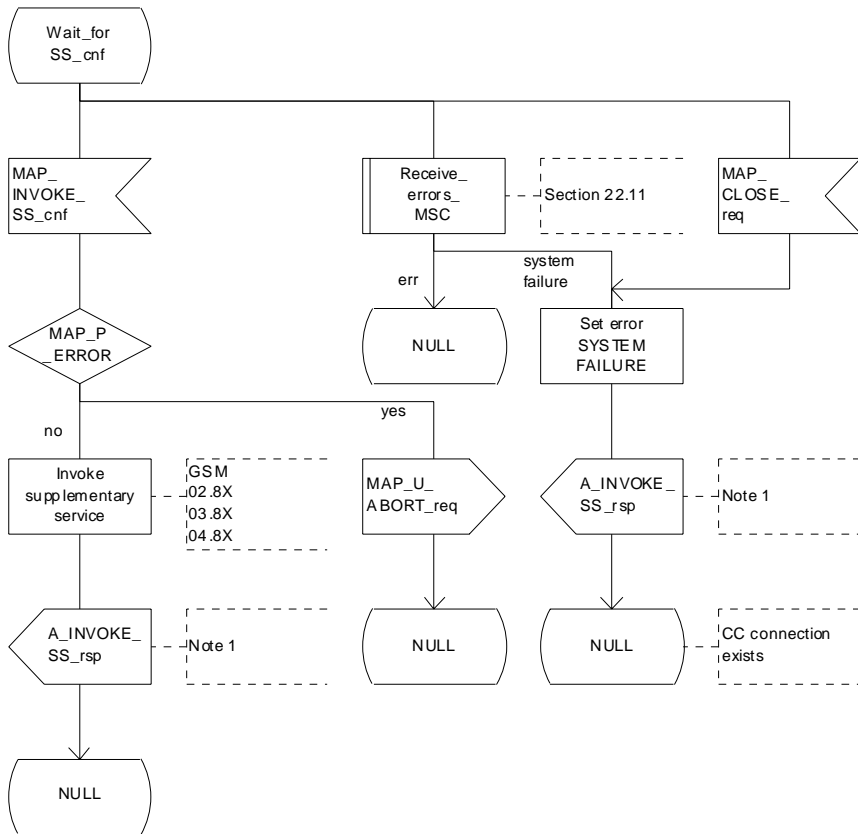 Wait_for
SS_cnf
MAP_
INVOKE_
SS_cnf
Receive_
errors_
MSC
Section 22.11
MAP_
CLOSE_
req
err
system
failure
MAP_P
_ERROR
NULL
Set error
SYSTEM
FAILURE
no
yes
Invoke
supplementary
service
GSM
02.8X
03.8X
04.8X
MAP_U_
ABORT_req
A_INVOKE_
SS_rsp
Note 1
A_INVOKE_
SS_rsp
Note 1
NULL
NULL
CC connection
exists
NULL